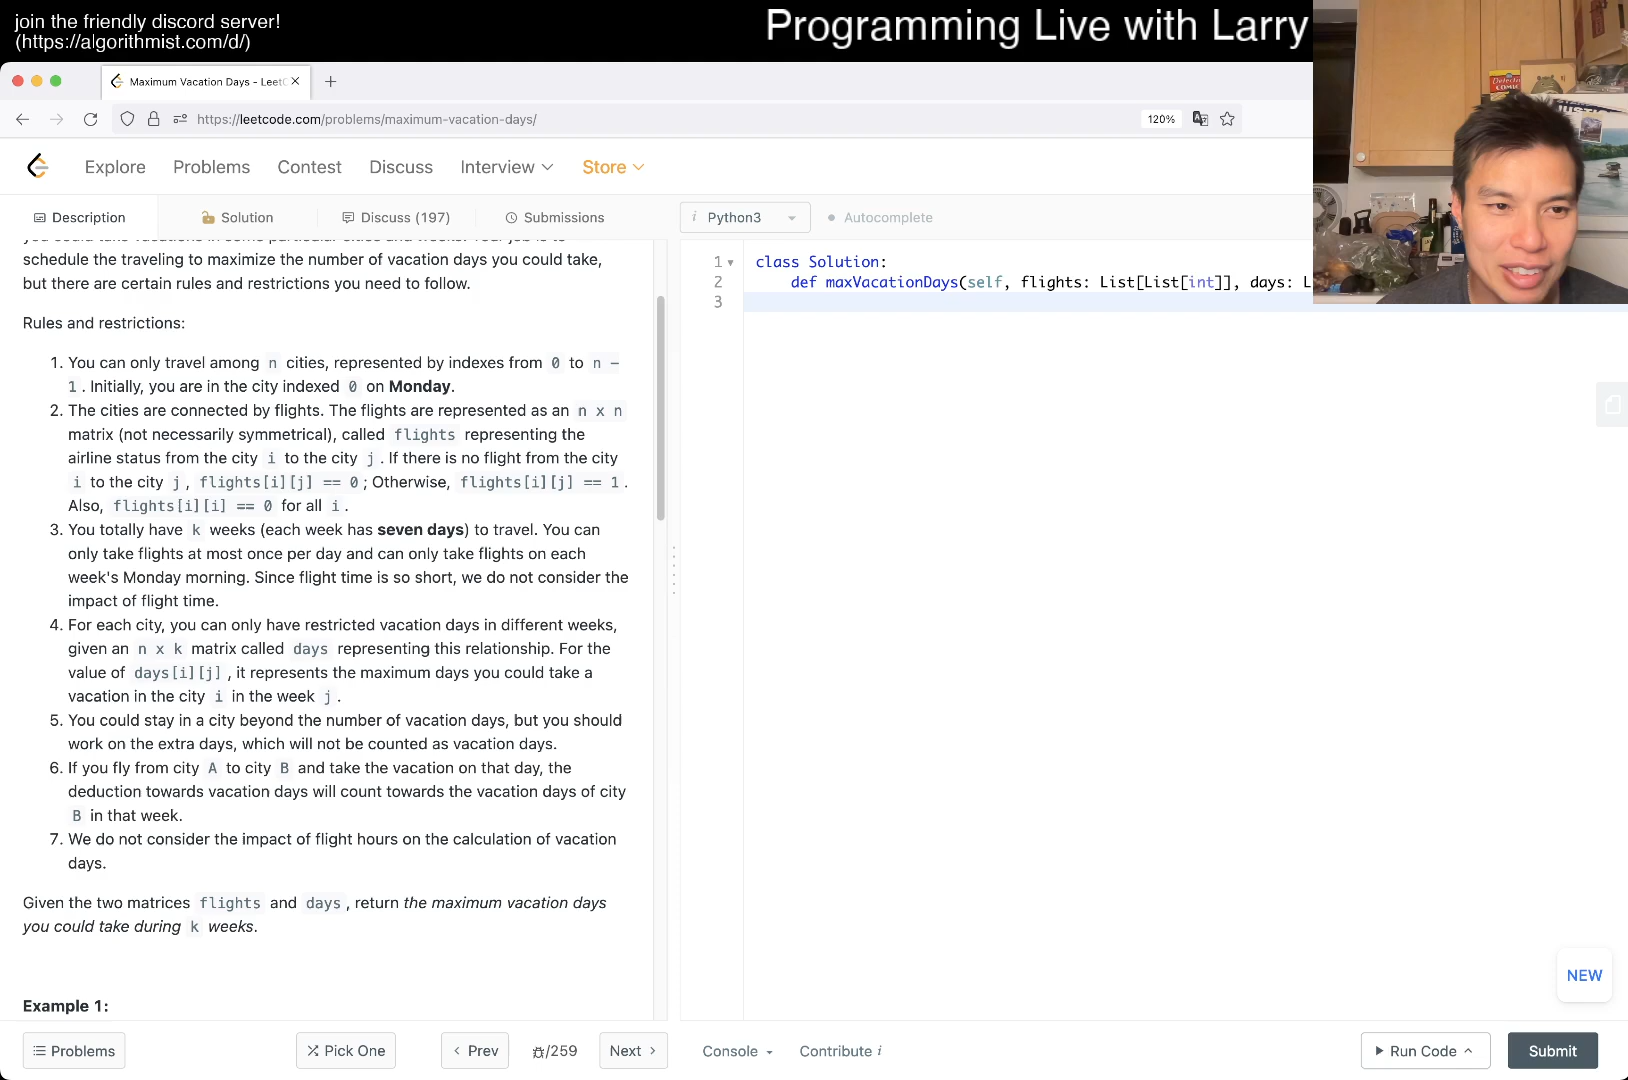 join the friendly discord server!
(https://algorithmist.com/d/)
Programming Live with Larry
Maximum Vacation Days - Leet
https://leetcode.com/problems/maximum-vacation-days/
120%
Explore Problems Contest Discuss Interview Store
Description Solution Discuss (197) Submissions
Python3 Autocomplete
schedule the traveling to maximize the number of vacation days you could take,
but there are certain rules and restrictions you need to follow.
Rules and restrictions:
1. You can only travel among n cities, represented by indexes from 0 to n -
1. Initially, you are in the city indexed 0 on Monday.
2. The cities are connected by flights. The flights are represented as an n x n
matrix (not necessarily symmetrical), called flights representing the
airline status from the city i to the city j. If there is no flight from the city
i to the city j, flights[i][j] == 0; Otherwise, flights[i][j] == 1.
Also, flights[i][i] == 0 for all i.
3. You totally have k weeks (each week has seven days) to travel. You can
only take flights at most once per day and can only take flights on each
week's Monday morning. Since flight time is so short, we do not consider the
impact of flight time.
4. For each city, you can only have restricted vacation days in different weeks,
given an n x k matrix called days representing this relationship. For the
value of days[i][j], it represents the maximum days you could take a
vacation in the city i in the week j.
5. You could stay in a city beyond the number of vacation days, but you should
work on the extra days, which will not be counted as vacation days.
6. If you fly from city A to city B and take the vacation on that day, the
deduction towards vacation days will count towards the vacation days of city
B in that week.
7. We do not consider the impact of flight hours on the calculation of vacation
days.
Given the two matrices flights and days, return the maximum vacation days
you could take during k weeks.
Example 1:
1 class Solution:
2 def maxVacationDays(self, flights: List[List[int]], days: L
3
NEW
Problems Pick One Prev /259 Next Console Contribute i Run Code Submit